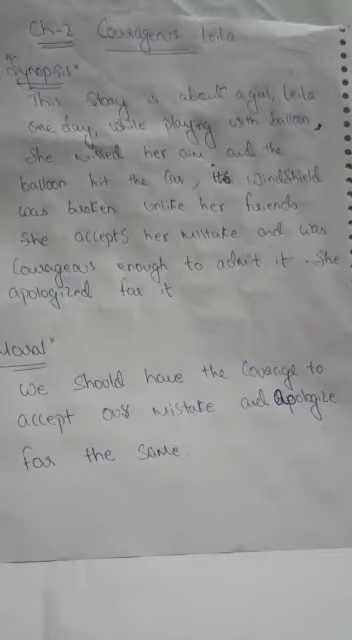 Ch-2 Courageous Leila
"Synopsis"
This story is about a girl, Leila
one day, while playing with balloon,
She missed her aim. and the
balloon hit the Car, its windshield
was broken unlike her friends
She accepts her mistake and was
Courageous enough to admit it. She
apologized for it
Moral"
We should have the Courage to
accept our mistake and Apologize
for the same.